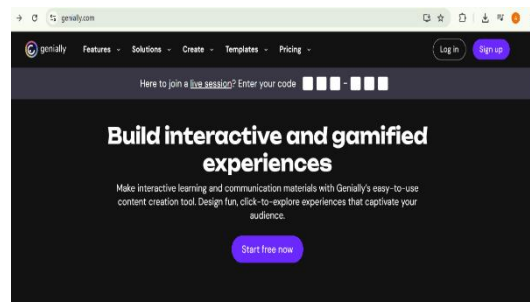 genially.com
genially Features Solutions Create Templates Pricing Log in Sign up
Here to join a live session? Enter your code -
Build interactive and gamified
experiences
Make interactive learning and communication materials with Genially's easy-to-use
content creation tool. Design fun, click-to-explore experiences that captivate your
audience.
Start free now